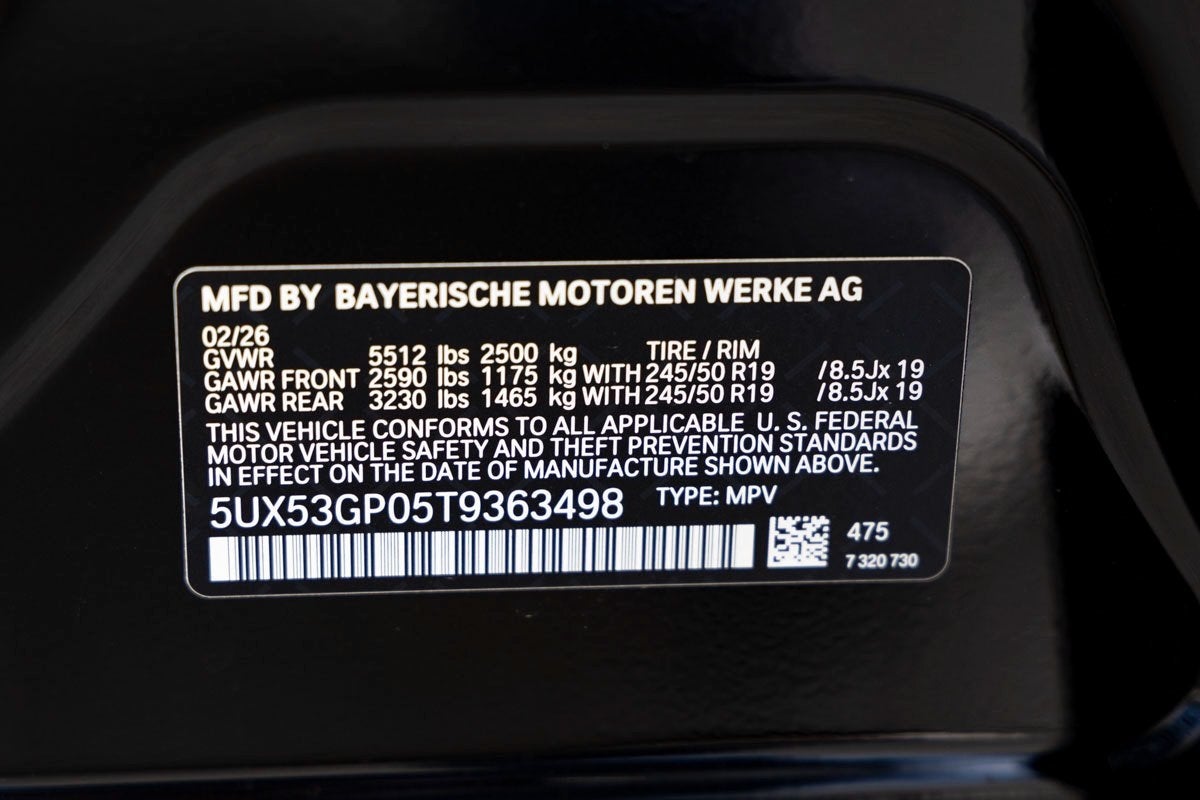 MFD BY BAYERISCHE MOTOREN WERKE AG
02/26
GVWR 5512 lbs 2500 kg TIRE / RIM
GAWR FRONT 2590 lbs 1175 kg WITH 245/50 R19 /8.5Jx 19
GAWR REAR 3230 lbs 1465 kg WITH 245/50 R19 /8.5Jx 19
THIS VEHICLE CONFORMS TO ALL APPLICABLE U. S. FEDERAL
MOTOR VEHICLE SAFETY AND THEFT PREVENTION STANDARDS
IN EFFECT ON THE DATE OF MANUFACTURE SHOWN ABOVE.
5UX53GP05T9363498 TYPE: MPV
475
7 320 730